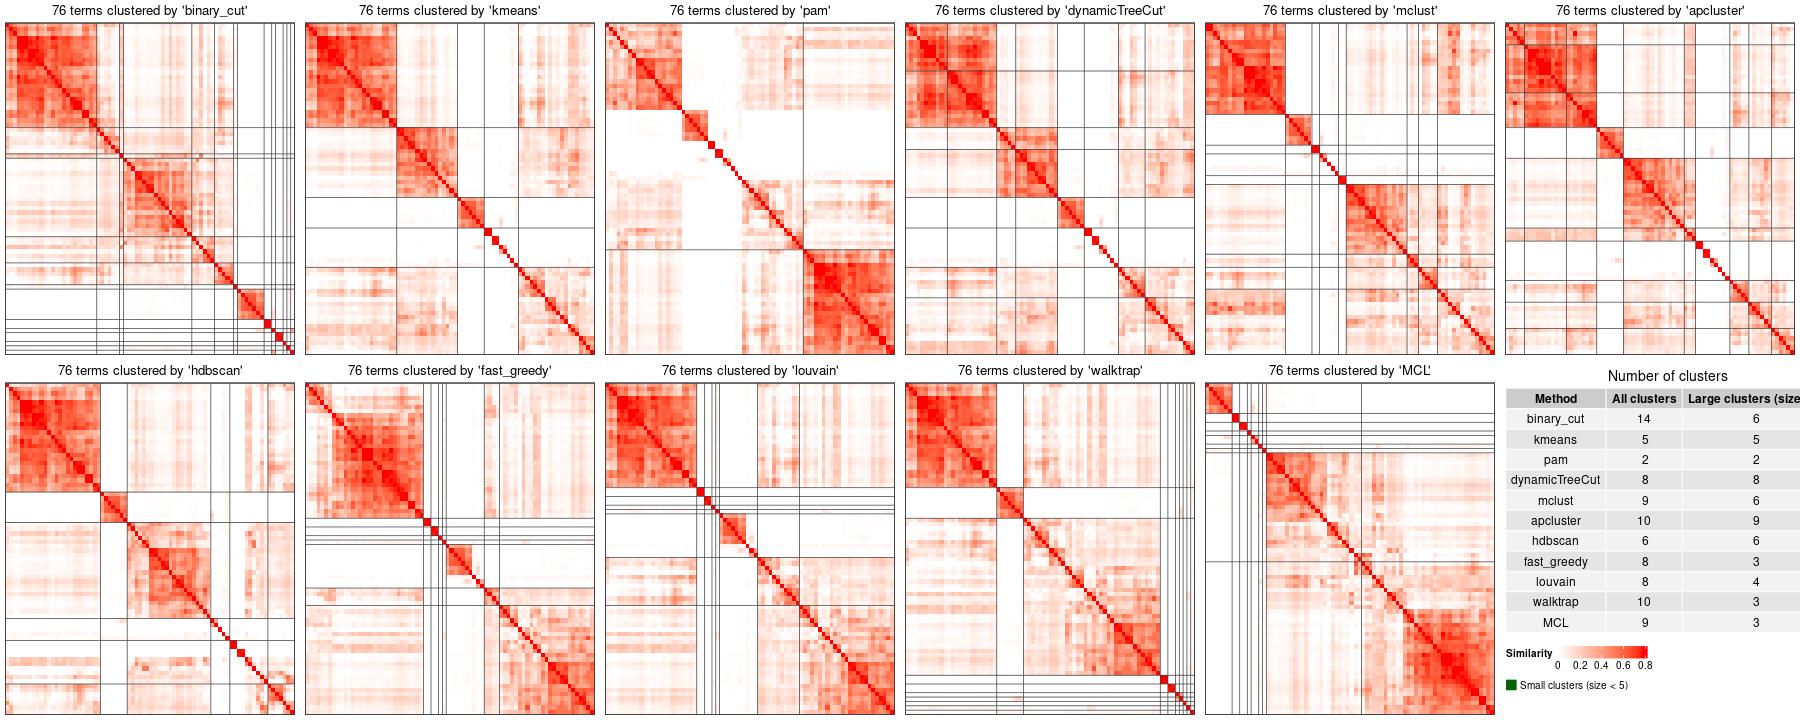 76 terms clustered by 'binary_cut'
76 terms clustered by 'kmeans'
76 terms clustered by 'pam'
76 terms clustered by 'dynamicTreeCut'
76 terms clustered by 'mclust'
76 terms clustered by 'apcluster'
76 terms clustered by 'hdbscan'
76 terms clustered by 'fast_greedy'
76 terms clustered by 'louvain'
76 terms clustered by 'walktrap'
76 terms clustered by 'MCL'
Number of clusters
Method All clusters Large clusters (size
binary_cut 14 6
kmeans 5 5
pam 2 2
dynamicTreeCut 8 8
mclust 9 6
apcluster 10 9
hdbscan 6 6
fast_greedy 8 3
louvain 8 4
walktrap 10 3
MCL 9 3
Similarity
0 0.2 0.4 0.6 0.8
Small clusters (size < 5)